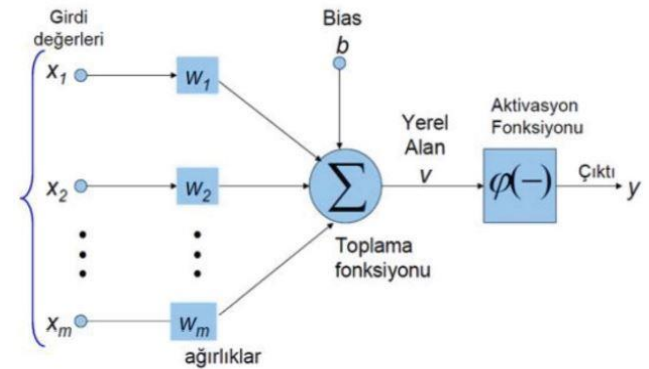 Girdi
değerleri
Bias
b
x1
w1
Yerel
Alan
v
Aktivasyon
Fonksiyonu
x2
w2
Σ
φ(−)
Çıktı
y
Toplama
fonksiyonu
xm
wm
ağırlıklar